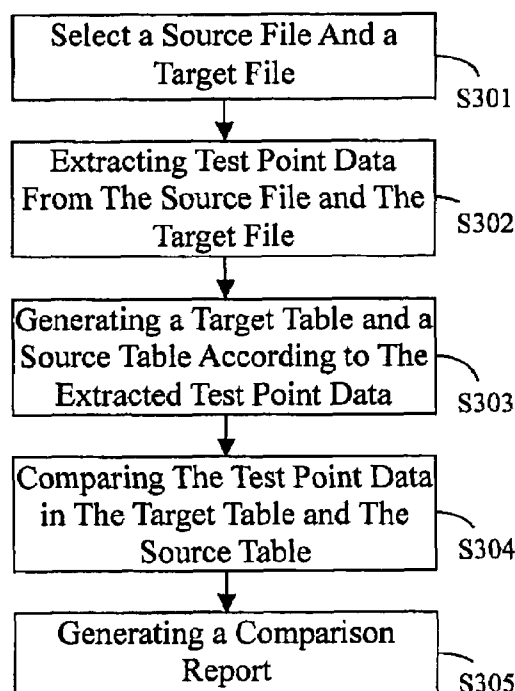 Select a Source File And a
Target File
S301
Extracting Test Point Data
From The Source File and The
Target File
S302
Generating a Target Table and a
Source Table According to The
Extracted Test Point Data
S303
Comparing The Test Point Data
in The Target Table and The
Source Table
S304
Generating a Comparison
Report
S305